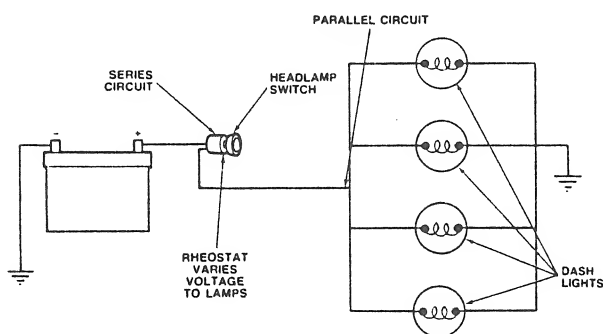 PARALLEL CIRCUIT
SERIES
CIRCUIT
HEADLAMP
SWITCH
-
+
RHEOSTAT
VARIES
VOLTAGE
TO LAMPS
DASH
LIGHTS